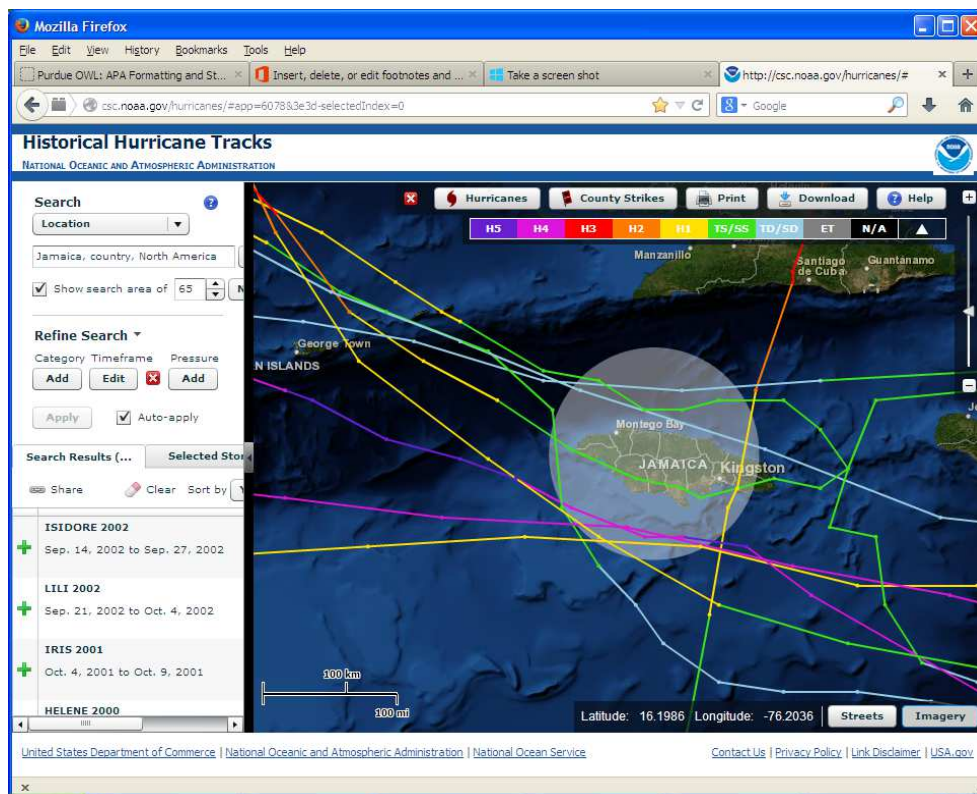 Mozilla Firefox
File Edit View History Bookmarks Tools Help
Purdue OWL: APA Formatting and St...
Insert, delete, or edit footnotes and ...
Take a screen shot
http://csc.noaa.gov/hurricanes/#
csc.noaa.gov/hurricanes/#app=6078&3e3d-selectedIndex=0
Google
Historical Hurricane Tracks
NATIONAL OCEANIC AND ATMOSPHERIC ADMINISTRATION
Search
Location
Jamaica, country, North America
Show search area of 65 N
Refine Search
Category Timeframe Pressure
Add Edit Add
Apply Auto-apply
Search Results (... Selected Stor
Share Clear Sort by Y
ISIDORE 2002
Sep. 14, 2002 to Sep. 27, 2002
LILI 2002
Sep. 21, 2002 to Oct. 4, 2002
IRIS 2001
Oct. 4, 2001 to Oct. 9, 2001
HELENE 2000
Hurricanes County Strikes Print Download Help
H5 H4 H3 H2 H1 TS/SS TD/SD ET N/A
Manzanillo
Santiago
de Cuba
Guantánamo
George Town
N ISLANDS
Montego Bay
JAMAICA
Kingston
100 km
100 mi
Latitude: 16.1986 Longitude: -76.2036 Streets Imagery
United States Department of Commerce | National Oceanic and Atmospheric Administration | National Ocean Service
Contact Us | Privacy Policy | Link Disclaimer | USA.gov